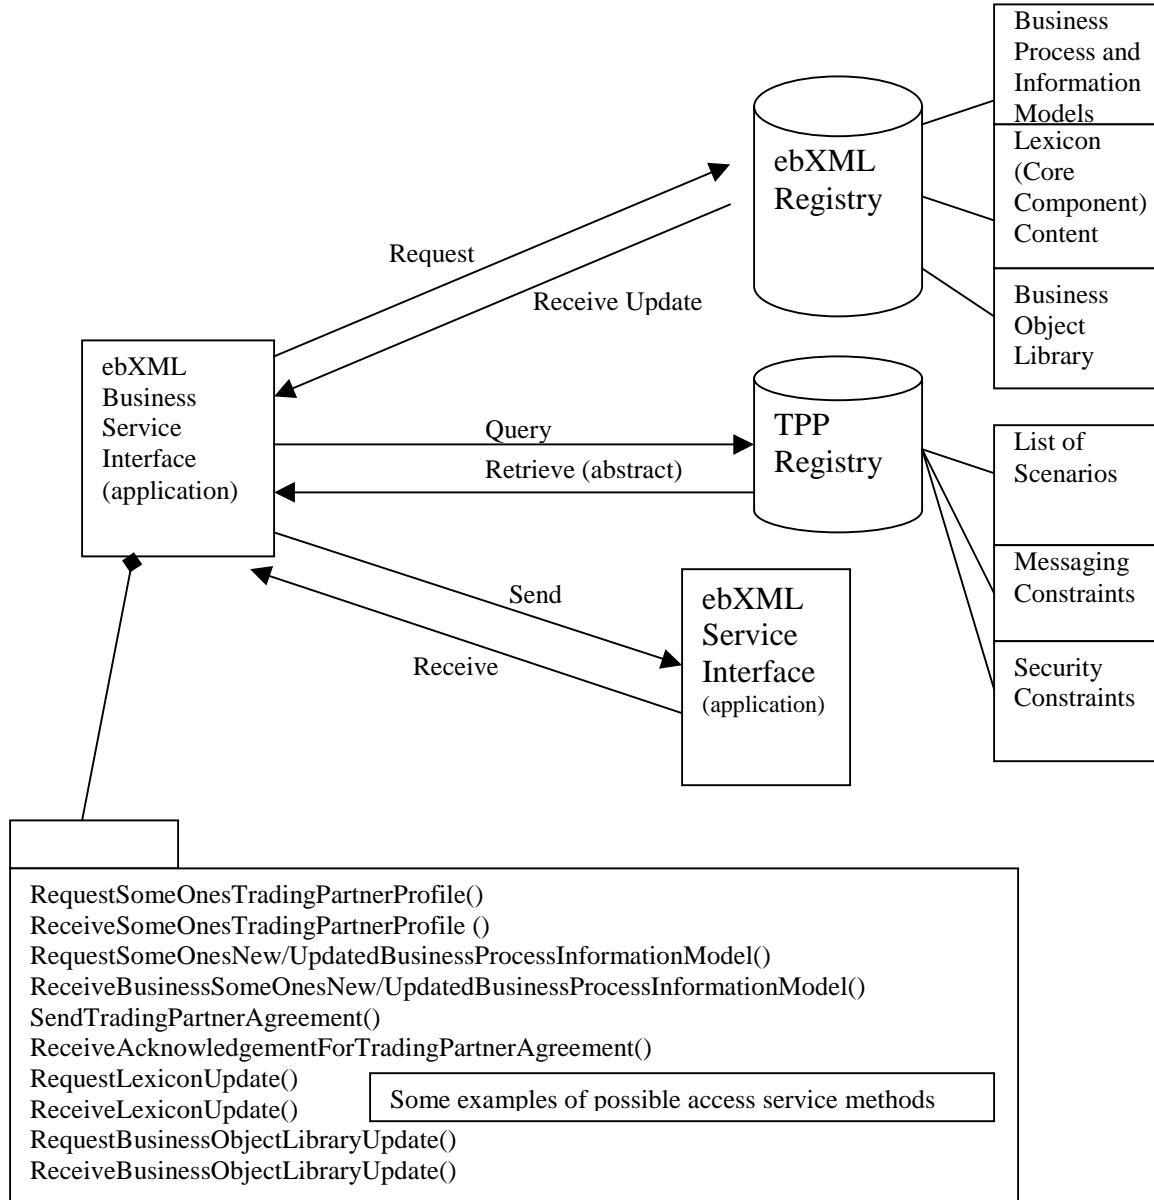 Business
Process and
Information
Models
Lexicon
(Core
Component)
Content
Business
Object
Library
ebXML
Registry
Request
Receive Update
ebXML
Business
Service
Interface
(application)
Query
Retrieve (abstract)
TPP
Registry
List of
Scenarios
Messaging
Constraints
Security
Constraints
Send
Receive
ebXML
Service
Interface
(application)
RequestSomeOnesTradingPartnerProfile()
ReceiveSomeOnesTradingPartnerProfile ()
RequestSomeOnesNew/UpdatedBusinessProcessInformationModel()
ReceiveBusinessSomeOnesNew/UpdatedBusinessProcessInformationModel()
SendTradingPartnerAgreement()
ReceiveAcknowledgementForTradingPartnerAgreement()
RequestLexiconUpdate()
ReceiveLexiconUpdate()
RequestBusinessObjectLibraryUpdate()
ReceiveBusinessObjectLibraryUpdate()
Some examples of possible access service methods